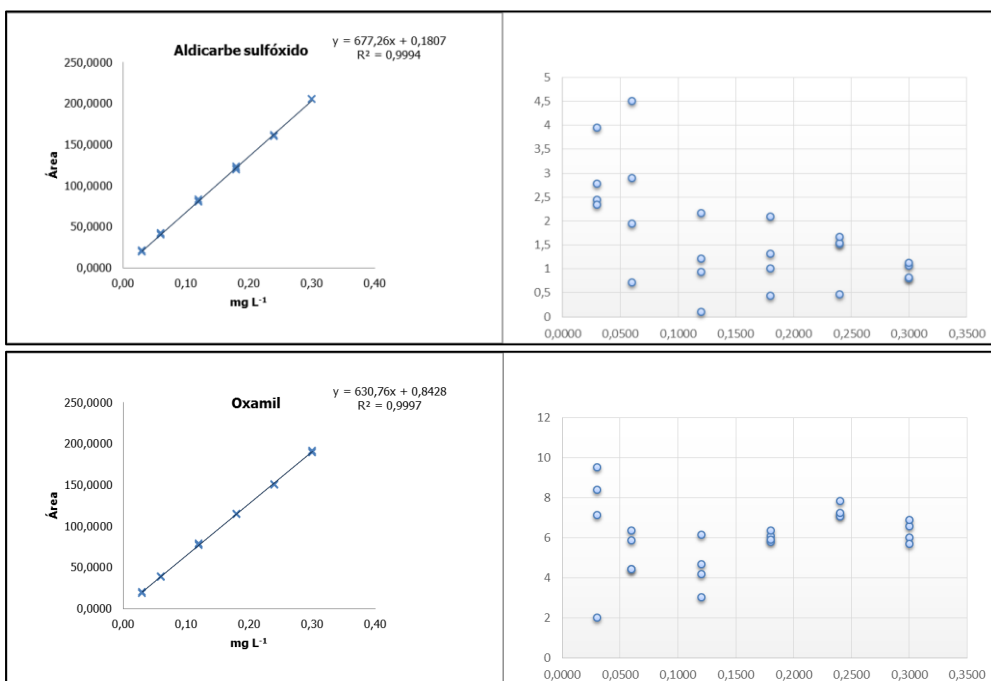 Aldicarbe sulfóxido
y = 677,26x + 0,1807
R² = 0,9994
250,0000
200,0000
150,0000
100,0000
50,0000
0,0000
Área
0,00 0,10 0,20 0,30 0,40
mg L⁻¹
5
4,5
4
3,5
3
2,5
2
1,5
1
0,5
0
0,0000 0,0500 0,1000 0,1500 0,2000 0,2500 0,3000 0,3500
Oxamil
y = 630,76x + 0,8428
R² = 0,9997
250,0000
200,0000
150,0000
100,0000
50,0000
0,0000
Área
0,00 0,10 0,20 0,30 0,40
mg L⁻¹
12
10
8
6
4
2
0
0,0000 0,0500 0,1000 0,1500 0,2000 0,2500 0,3000 0,3500